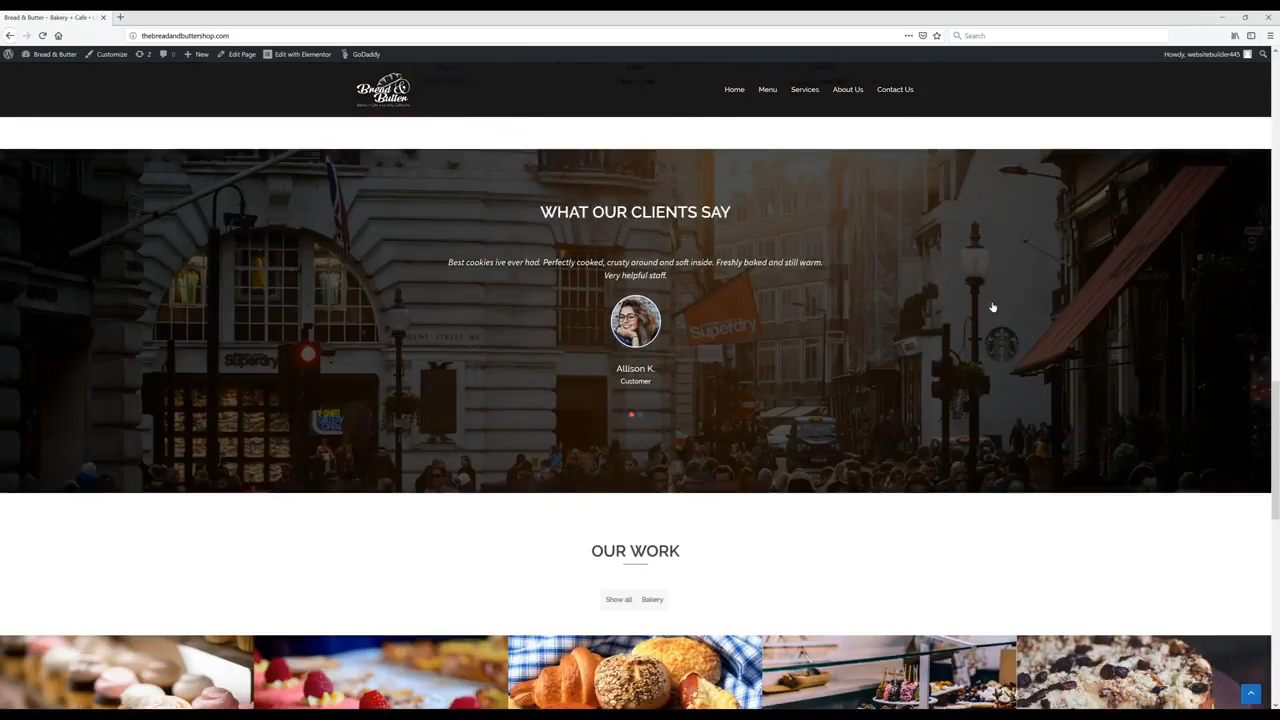 Bread & Butter – Bakery + Cafe •
thebreadandbuttershop.com
Search
Bread & Butter
Customize
2
0
New
Edit Page
Edit with Elementor
GoDaddy
Howdy, websitebuilder445
Bread &
Butter
Home
Menu
Services
About Us
Contact Us
WHAT OUR CLIENTS SAY
Best cookies ive ever had. Perfectly cooked, crusty around and soft inside. Freshly baked and still warm.
Very helpful staff.
Superdry
Superdry
OPEN
Allison K.
Customer
OUR WORK
Show all
Bakery